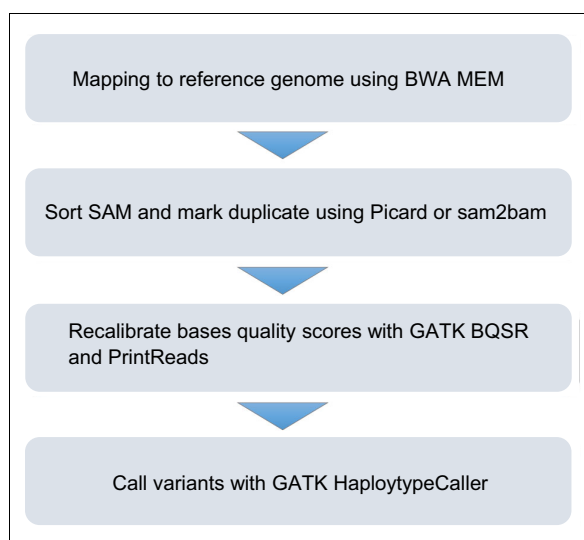 Mapping to reference genome using BWA MEM
Sort SAM and mark duplicate using Picard or sam2bam
Recalibrate bases quality scores with GATK BQSR
and PrintReads
Call variants with GATK HaploytypeCaller